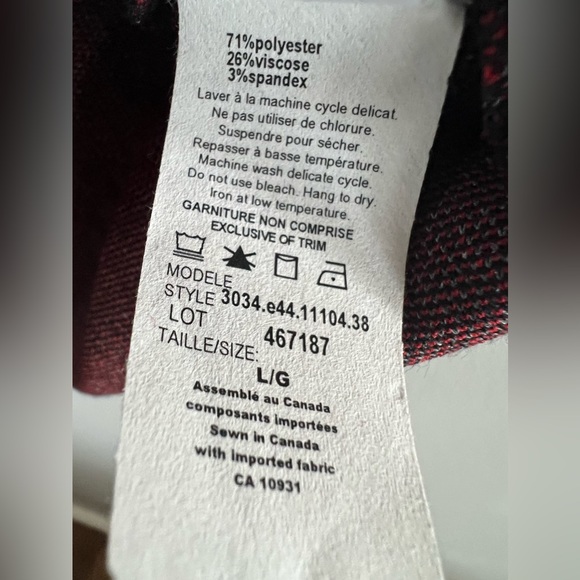 71%polyester
26%viscose
3%spandex
Laver à la machine cycle delicat.
Ne pas utiliser de chlorure.
Suspendre pour sécher.
Repasser à basse température.
Machine wash delicate cycle.
Do not use bleach. Hang to dry.
Iron at low temperature.
GARNITURE NON COMPRISE
EXCLUSIVE OF TRIM
MODELE
STYLE 3034.e44.11104.38
LOT 467187
TAILLE/SIZE:
L/G
Assemblé au Canada
composants importées
Sewn in Canada
with imported fabric
CA 10931